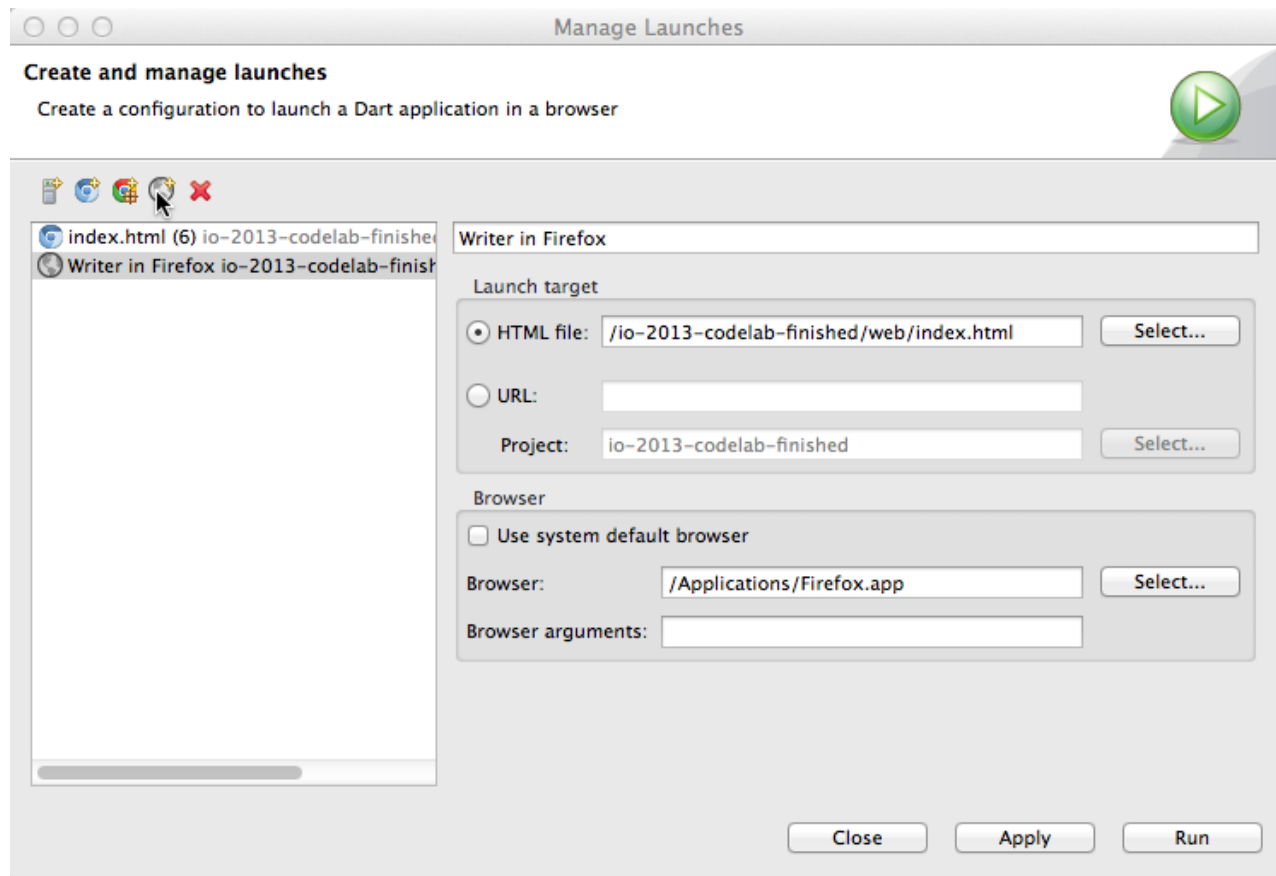 Manage Launches
Create and manage launches
Create a configuration to launch a Dart application in a browser
index.html (6) io-2013-codelab-finishe
Writer in Firefox io-2013-codelab-finish
Writer in Firefox
Launch target
HTML file: /io-2013-codelab-finished/web/index.html Select...
URL:
Project: io-2013-codelab-finished Select...
Browser
Use system default browser
Browser: /Applications/Firefox.app Select...
Browser arguments:
Close Apply Run